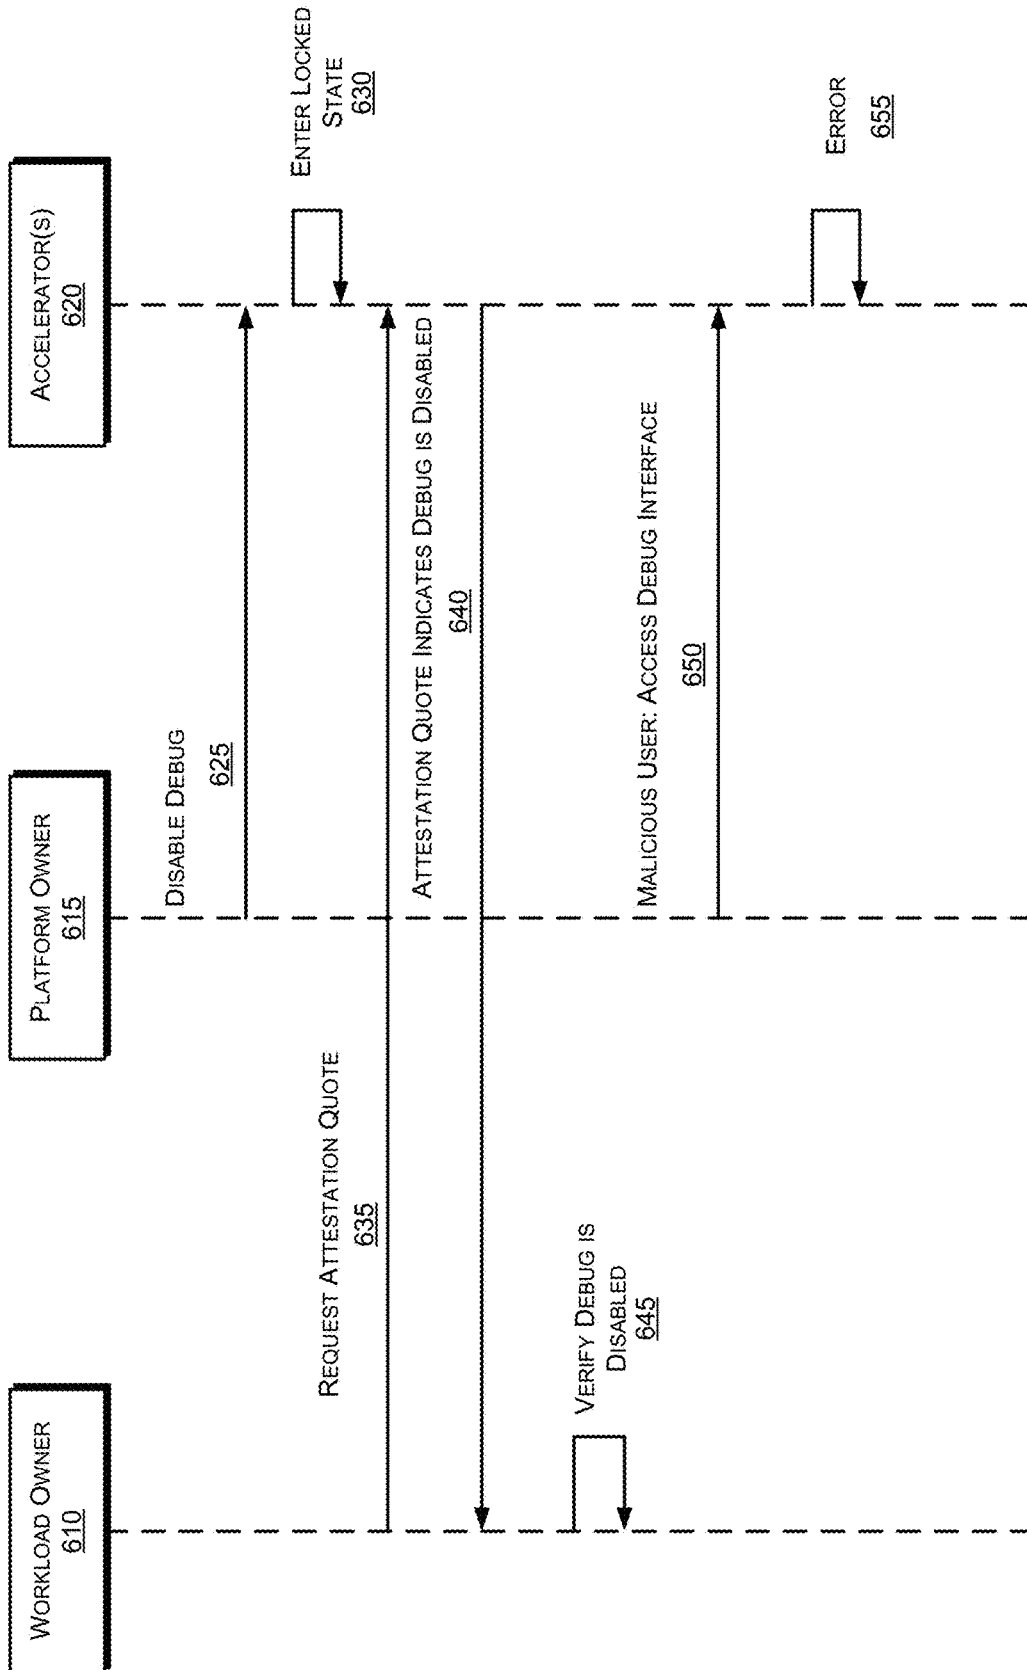 WORKLOAD OWNER
610
PLATFORM OWNER
615
ACCELERATOR(S)
620
DISABLE DEBUG
625
ENTER LOCKED
STATE
630
REQUEST ATTESTATION QUOTE
635
ATTESTATION QUOTE INDICATES DEBUG IS DISABLED
640
VERIFY DEBUG IS
DISABLED
645
MALICIOUS USER: ACCESS DEBUG INTERFACE
650
ERROR
655